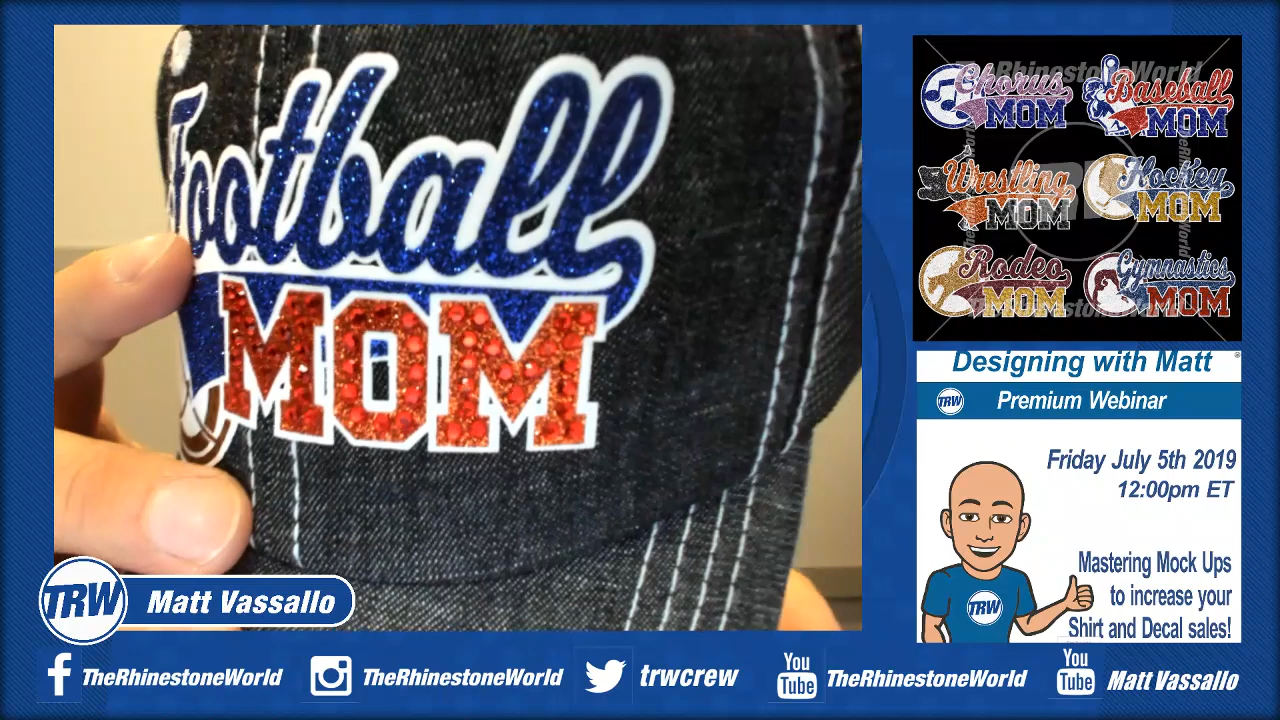 Football
MOM
TRW
Matt Vassallo
TheRhinestoneWorld
Chorus
MOM
Baseball
MOM
Wrestling
MOM
Hockey
MOM
Rodeo
MOM
Gymnastics
MOM
Designing with Matt
TRW
Premium Webinar
Friday July 5th 2019
12:00pm ET
Mastering Mock Ups
to increase your
Shirt and Decal sales!
TRW
TheRhinestoneWorld
TheRhinestoneWorld
trwcrew
You
Tube
TheRhinestoneWorld
You
Tube
Matt Vassallo